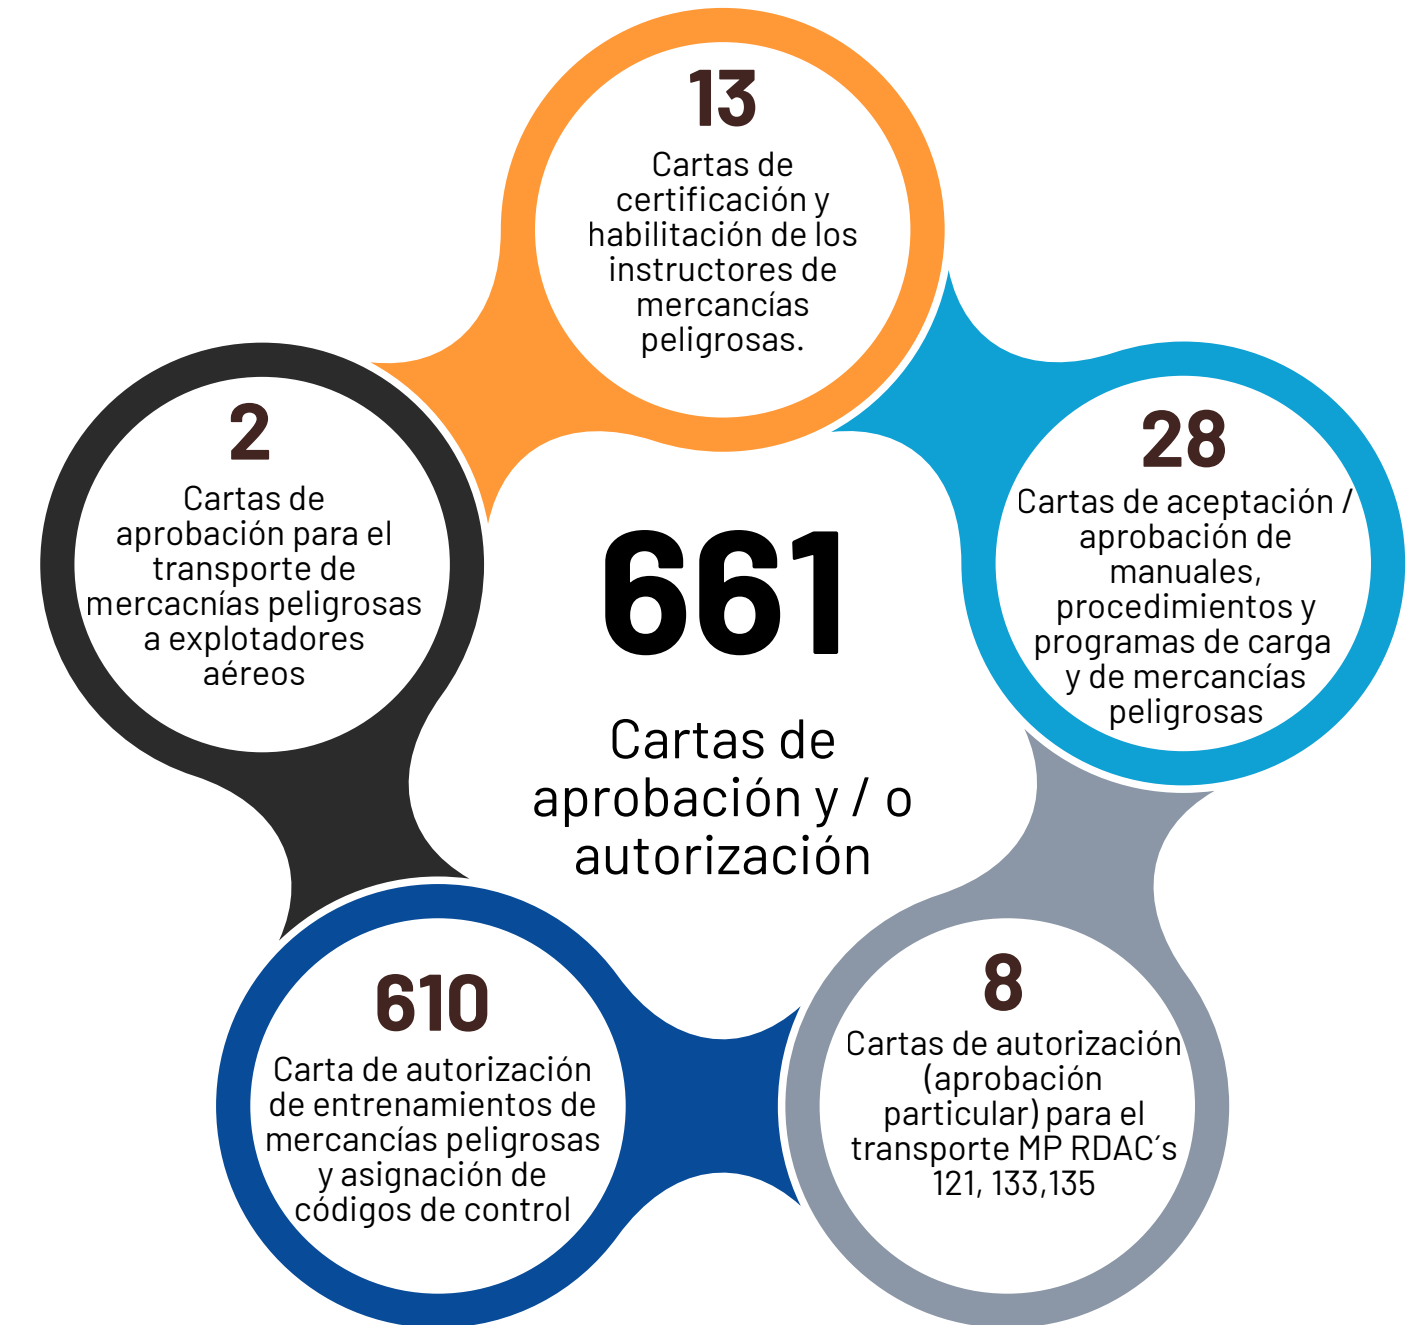 13
Cartas de
certificación y
habilitación de los
instructores de
mercancías
peligrosas.
2
Cartas de
aprobación para el
transporte de
mercacnías peligrosas
a explotadores
aéreos
28
Cartas de aceptación /
aprobación de
manuales,
procedimientos y
programas de carga
y de mercancías
peligrosas
661
Cartas de
aprobación y / o
autorización
610
Carta de autorización
de entrenamientos de
mercancías peligrosas
y asignación de
códigos de control
8
Cartas de autorización
(aprobación
particular) para el
transporte MP RDAC´s
121, 133,135